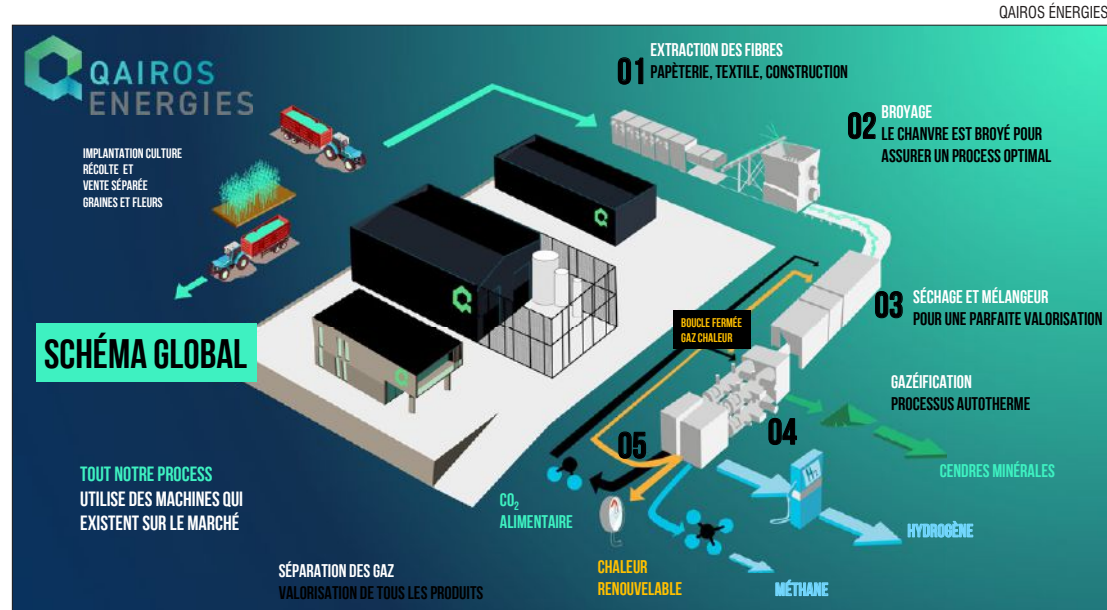 QAIROS ÉNERGIES
QAIROS
ENERGIES
IMPLANTATION CULTURE
RÉCOLTE ET
VENTE SÉPARÉE
GRAINES ET FLEURS
01
EXTRACTION DES FIBRES
PAPÈTERIE, TEXTILE, CONSTRUCTION
02
BROYAGE
LE CHANVRE EST BROYÉ POUR
ASSURER UN PROCESS OPTIMAL
03
SÉCHAGE ET MÉLANGEUR
POUR UNE PARFAITE VALORISATION
BOUCLE FERMÉE
GAZ CHALEUR
SCHÉMA GLOBAL
GAZÉIFICATION
PROCESSUS AUTOTHERME
04
05
CENDRES MINÉRALES
TOUT NOTRE PROCESS
UTILISE DES MACHINES QUI
EXISTENT SUR LE MARCHÉ
CO₂
ALIMENTAIRE
H₂
HYDROGÈNE
SÉPARATION DES GAZ
VALORISATION DE TOUS LES PRODUITS
CHALEUR
RENOUVELABLE
MÉTHANE